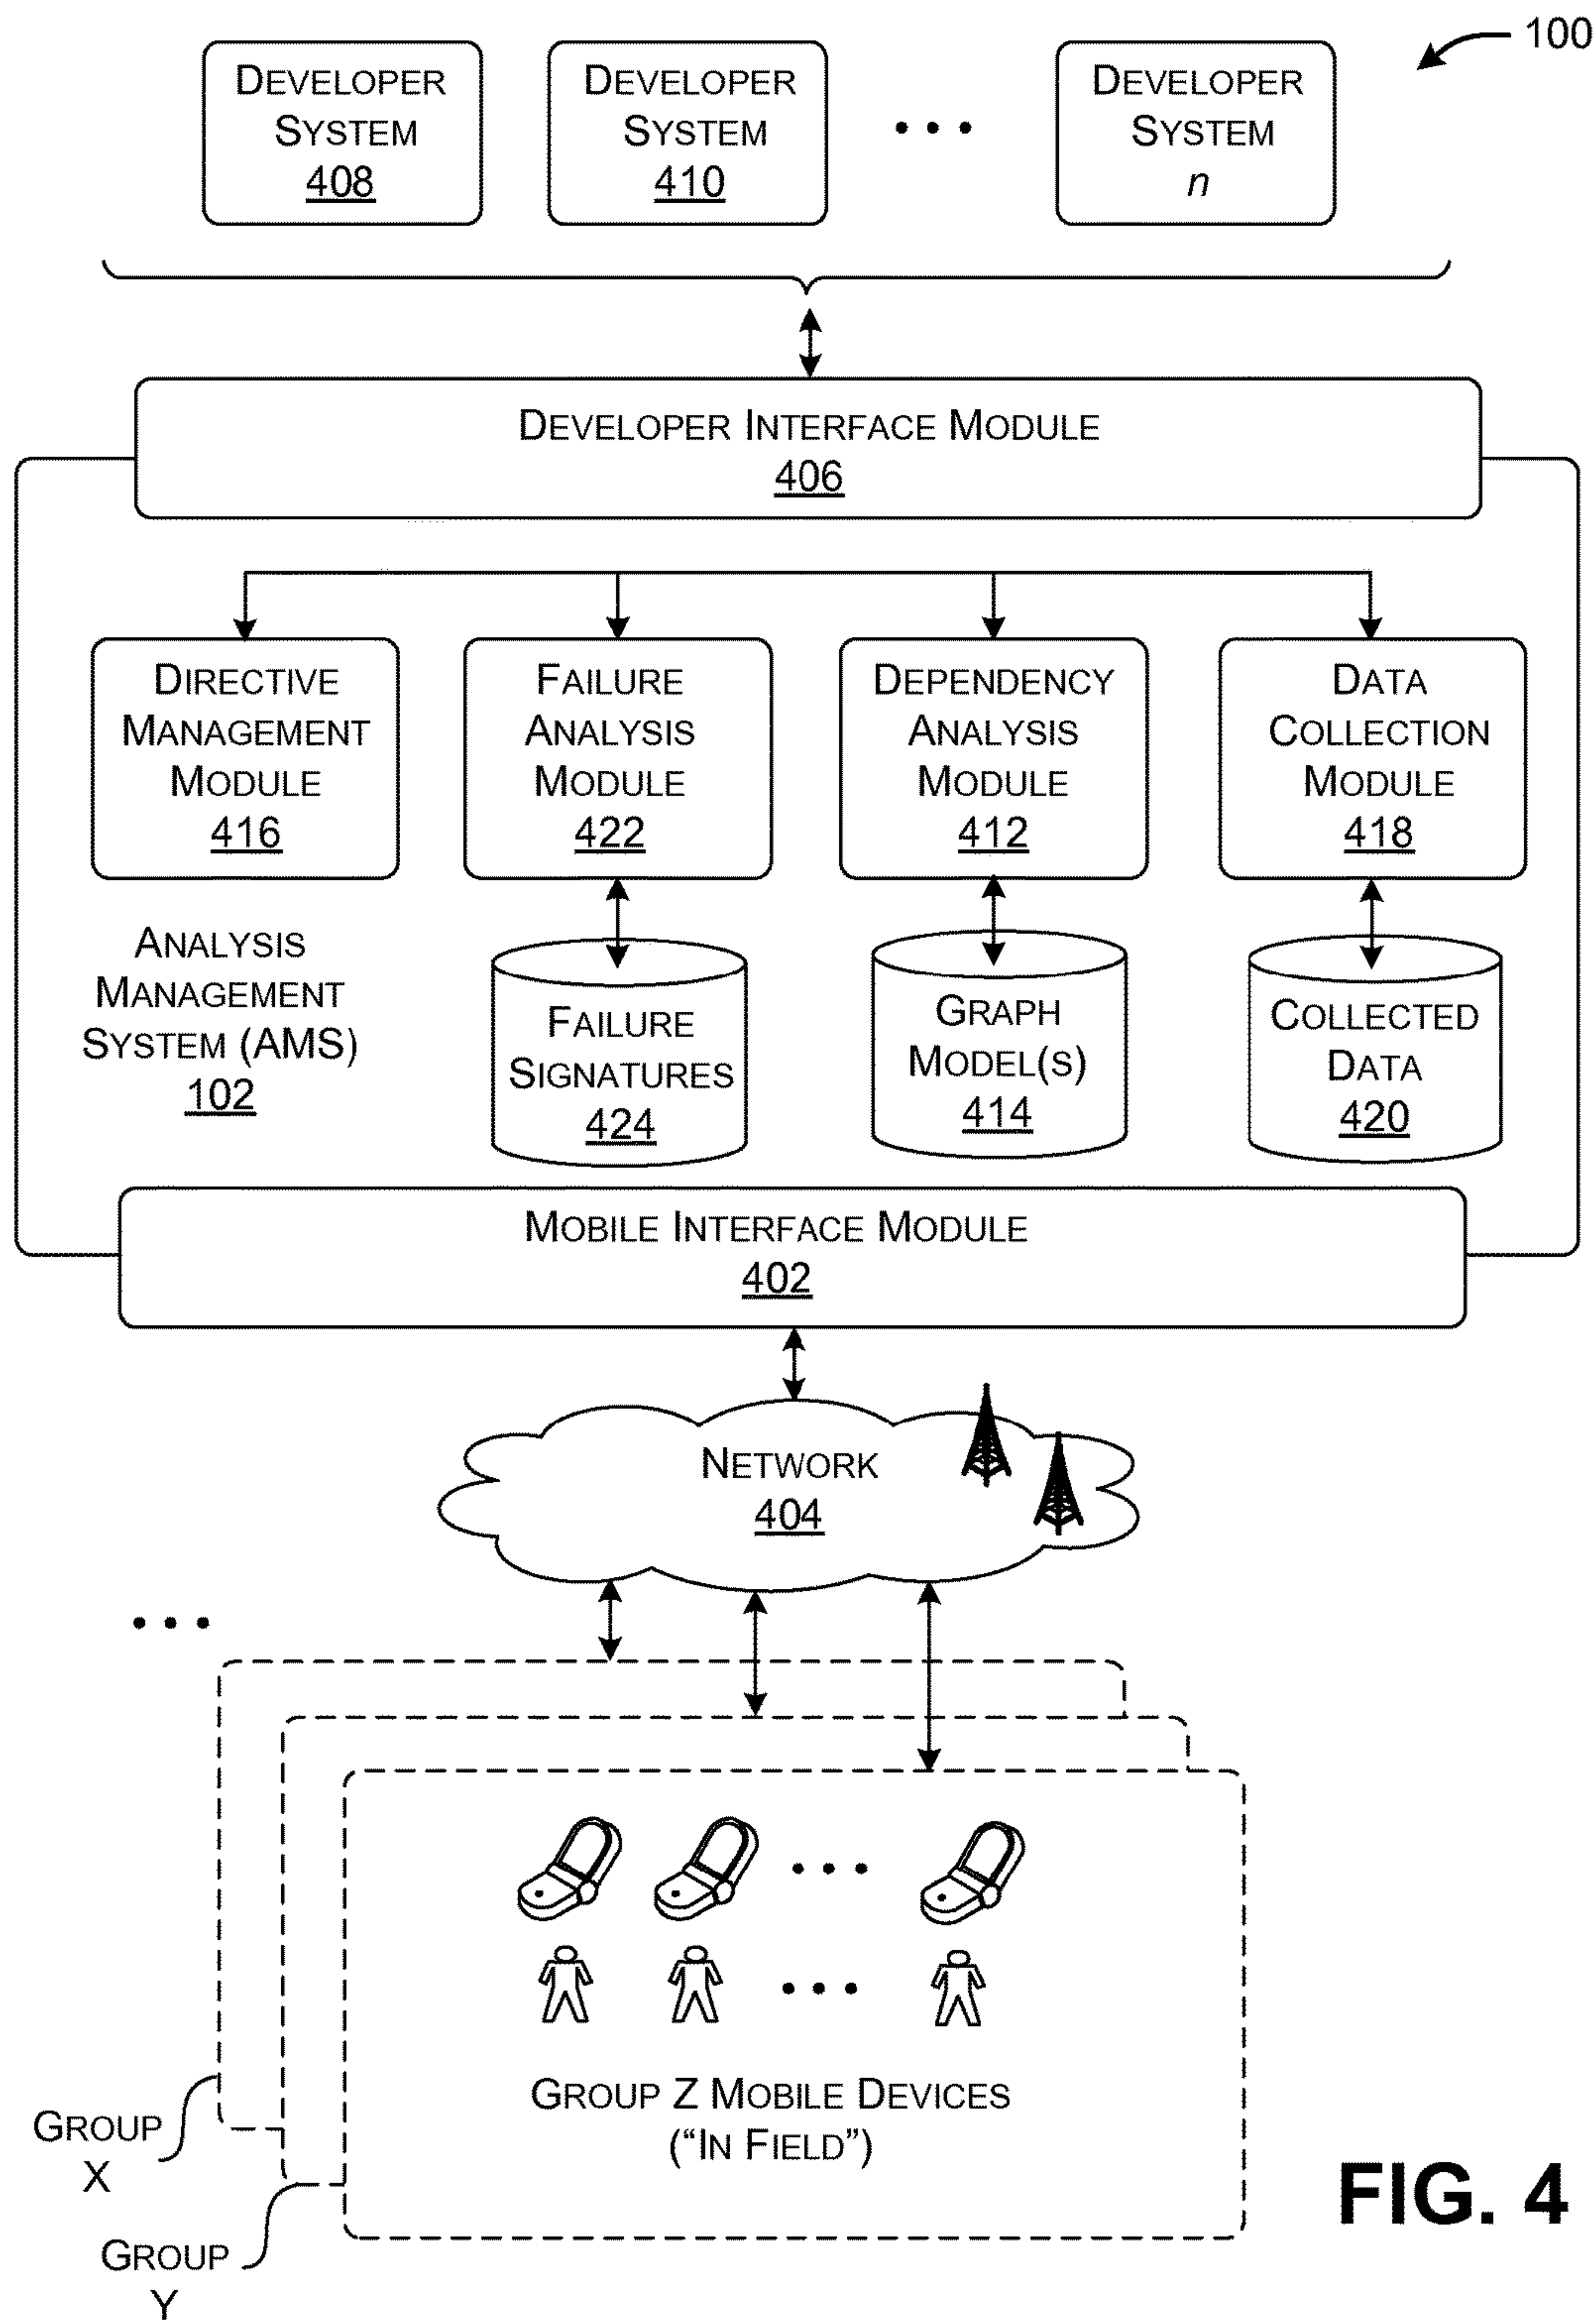 100
DEVELOPER
SYSTEM
408
DEVELOPER
SYSTEM
410
• • •
DEVELOPER
SYSTEM
n
DEVELOPER INTERFACE MODULE
406
DIRECTIVE
MANAGEMENT
MODULE
416
FAILURE
ANALYSIS
MODULE
422
DEPENDENCY
ANALYSIS
MODULE
412
DATA
COLLECTION
MODULE
418
ANALYSIS
MANAGEMENT
SYSTEM (AMS)
102
FAILURE
SIGNATURES
424
GRAPH
MODEL(S)
414
COLLECTED
DATA
420
MOBILE INTERFACE MODULE
402
NETWORK
404
• • •
• • •
• • •
GROUP Z MOBILE DEVICES
(“IN FIELD”)
GROUP
X
GROUP
Y
FIG. 4